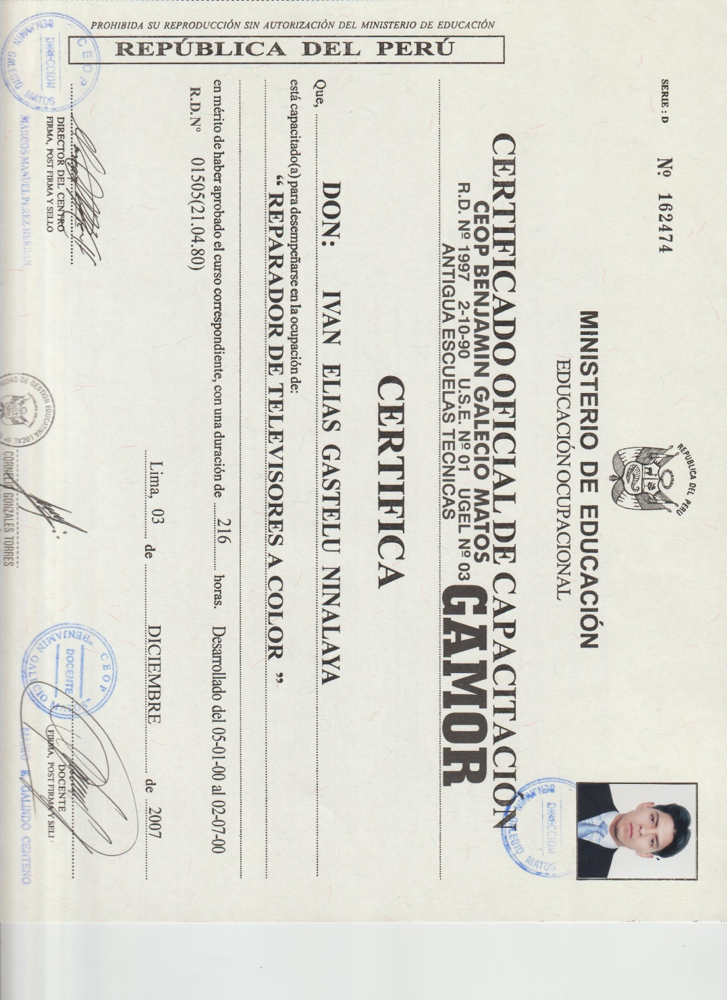 PROHIBIDA SU REPRODUCCIÓN SIN AUTORIZACIÓN DEL MINISTERIO DE EDUCACIÓN
REPÚBLICA DEL PERÚ
SERIE : D Nº 162474
REPUBLICA DEL PERU
MINISTERIO DE EDUCACIÓN
EDUCACIÓN OCUPACIONAL
CERTIFICADO OFICIAL DE CAPACITACION
CEOP BENJAMIN GALECIO MATOS
R.D. Nº 1997 2-10-90 U.S.E. Nº 01 UGEL Nº 03
ANTIGUA ESCUELAS TECNICAS
GAMOR
BENJAMIN GALECIO MATOS
DIRECCION
CERTIFICA
Que, DON: IVAN ELIAS GASTELU NINALAYA
está capacitado(a) para desempeñarse en la ocupación de:
“ REPARADOR DE TELEVISORES A COLOR ”
en mérito de haber aprobado el curso correspondiente, con una duración de 216 horas. Desarrollado del 05-01-00 al 02-07-00
R.D.Nº 01505(21.04.80)
Lima, 03 de DICIEMBRE de 2007
CEOP
BENJAMIN GALECIO MATOS
DIRECCION
DIRECTOR DEL CENTRO
FIRMA, POST FIRMA Y SELLO
MARCOS MANUEL PEREZ
DE GESTION EDUCATIVA LOCAL
CORNELIO GONZALES TORRES
CEOP
"BENJAMIN GALECIO MATOS"
DOCENTE
DOCENTE
FIRMA, POST FIRMA Y SELL
MARIO E. GALINDO CENTENO